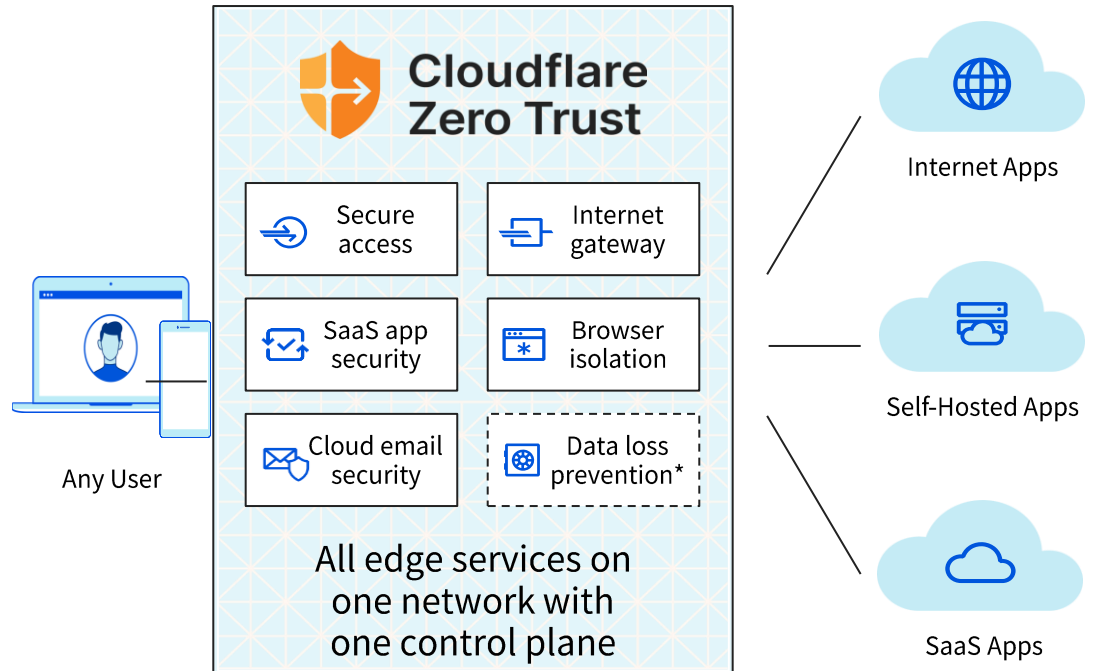 Cloudflare
Zero Trust
Secure
access
Internet
gateway
SaaS app
security
Browser
isolation
Cloud email
security
Data loss
prevention*
All edge services on
one network with
one control plane
Any User
Internet Apps
Self-Hosted Apps
SaaS Apps